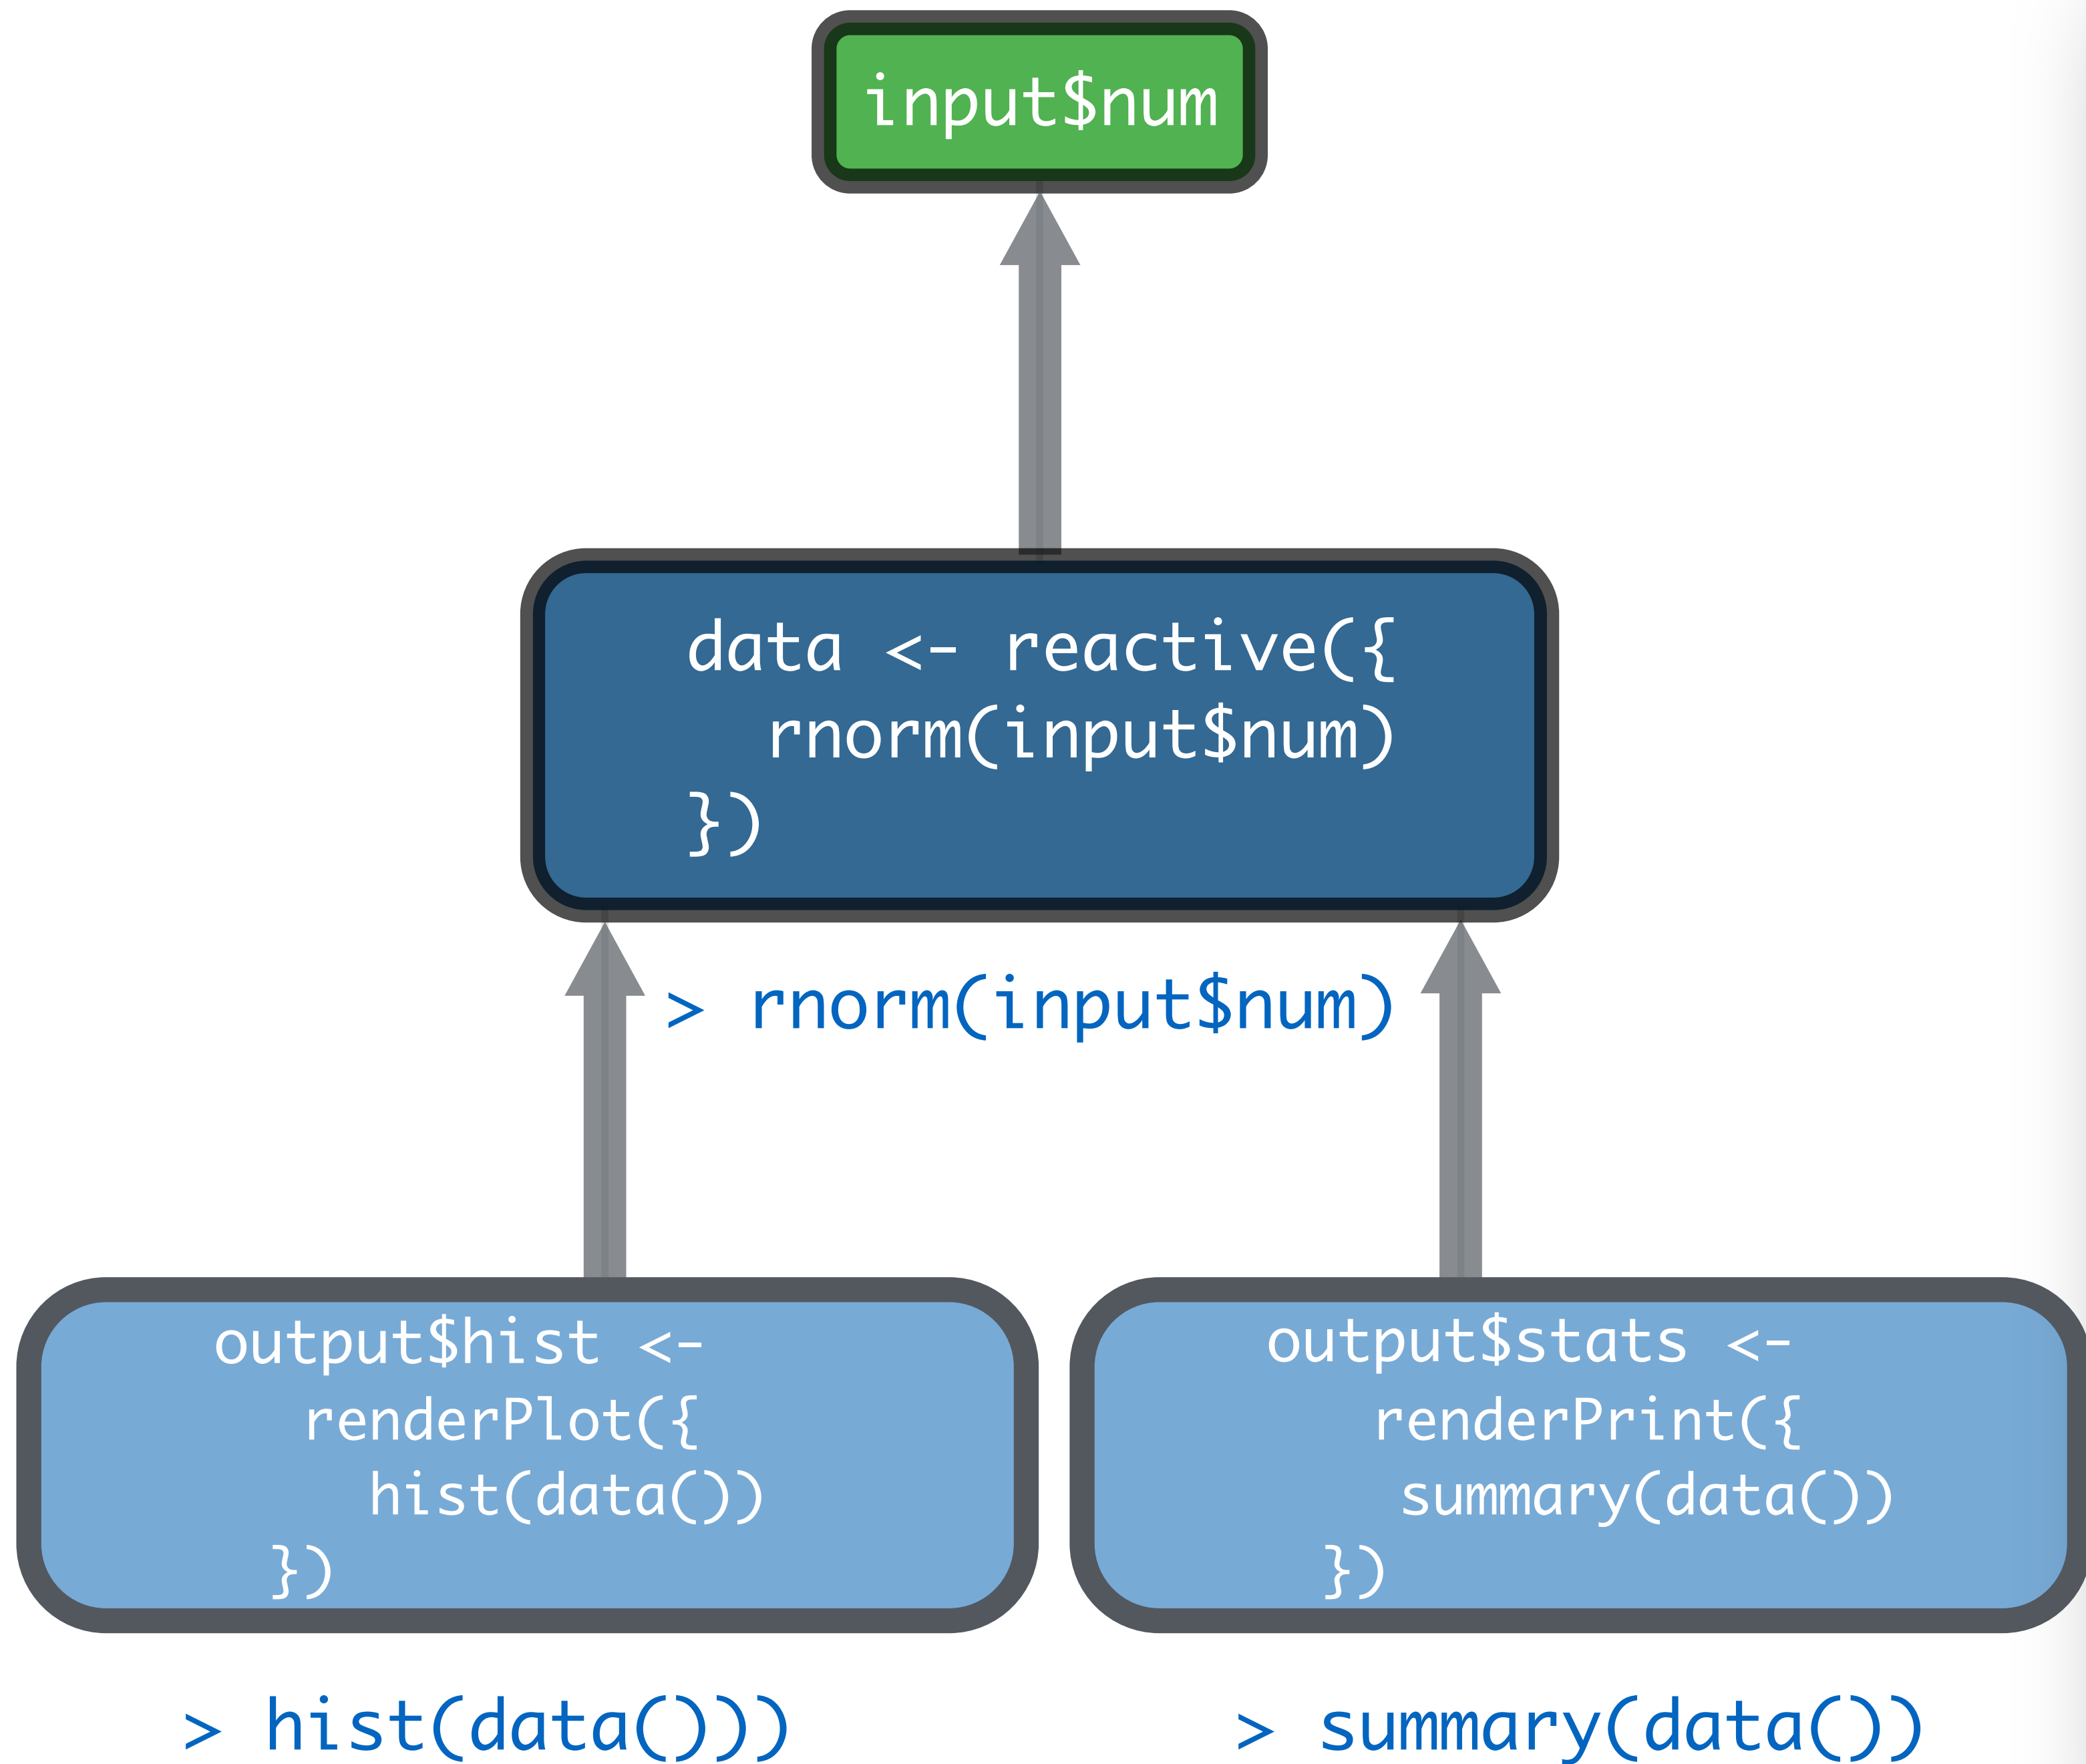 input$num
data <- reactive({
rnorm(input$num)
})
> rnorm(input$num)
output$hist <-
renderPlot({
hist(data())
})
output$stats <-
renderPrint({
summary(data())
})
> hist(data()))
> summary(data())